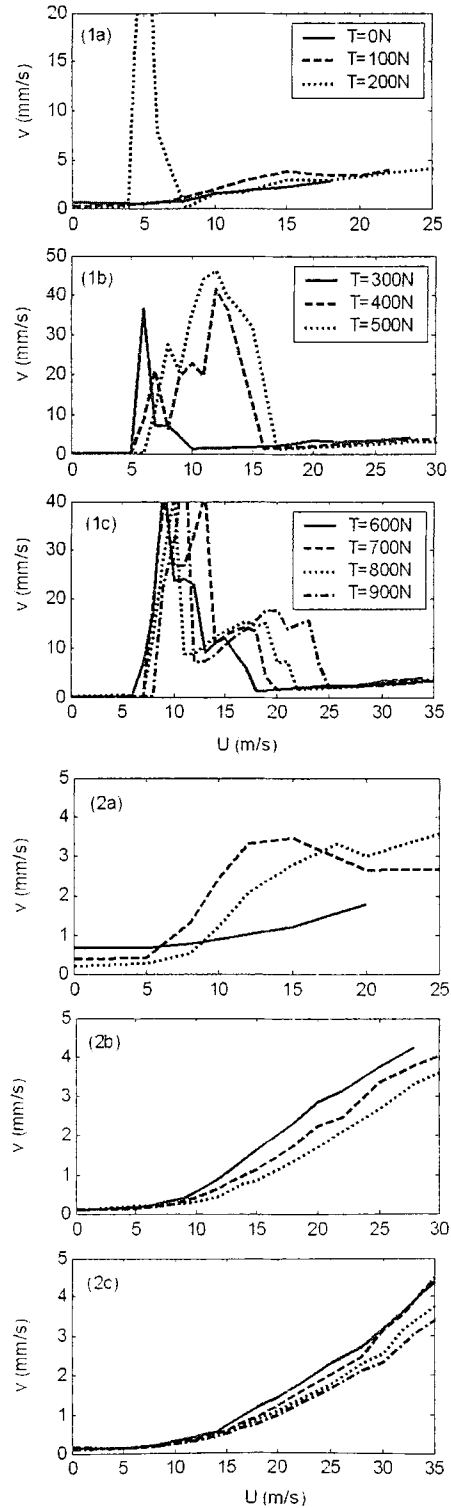 (1a)
T=0N
T=100N
T=200N
v (mm/s)
20
15
10
5
0
0 5 10 15 20 25
(1b)
T=300N
T=400N
T=500N
v (mm/s)
50
40
30
20
10
0
0 5 10 15 20 25 30
(1c)
T=600N
T=700N
T=800N
T=900N
v (mm/s)
40
30
20
10
0
0 5 10 15 20 25 30 35
U (m/s)
(2a)
v (mm/s)
5
4
3
2
1
0
0 5 10 15 20 25
(2b)
v (mm/s)
5
4
3
2
1
0
0 5 10 15 20 25 30
(2c)
v (mm/s)
5
4
3
2
1
0
0 5 10 15 20 25 30 35
U (m/s)